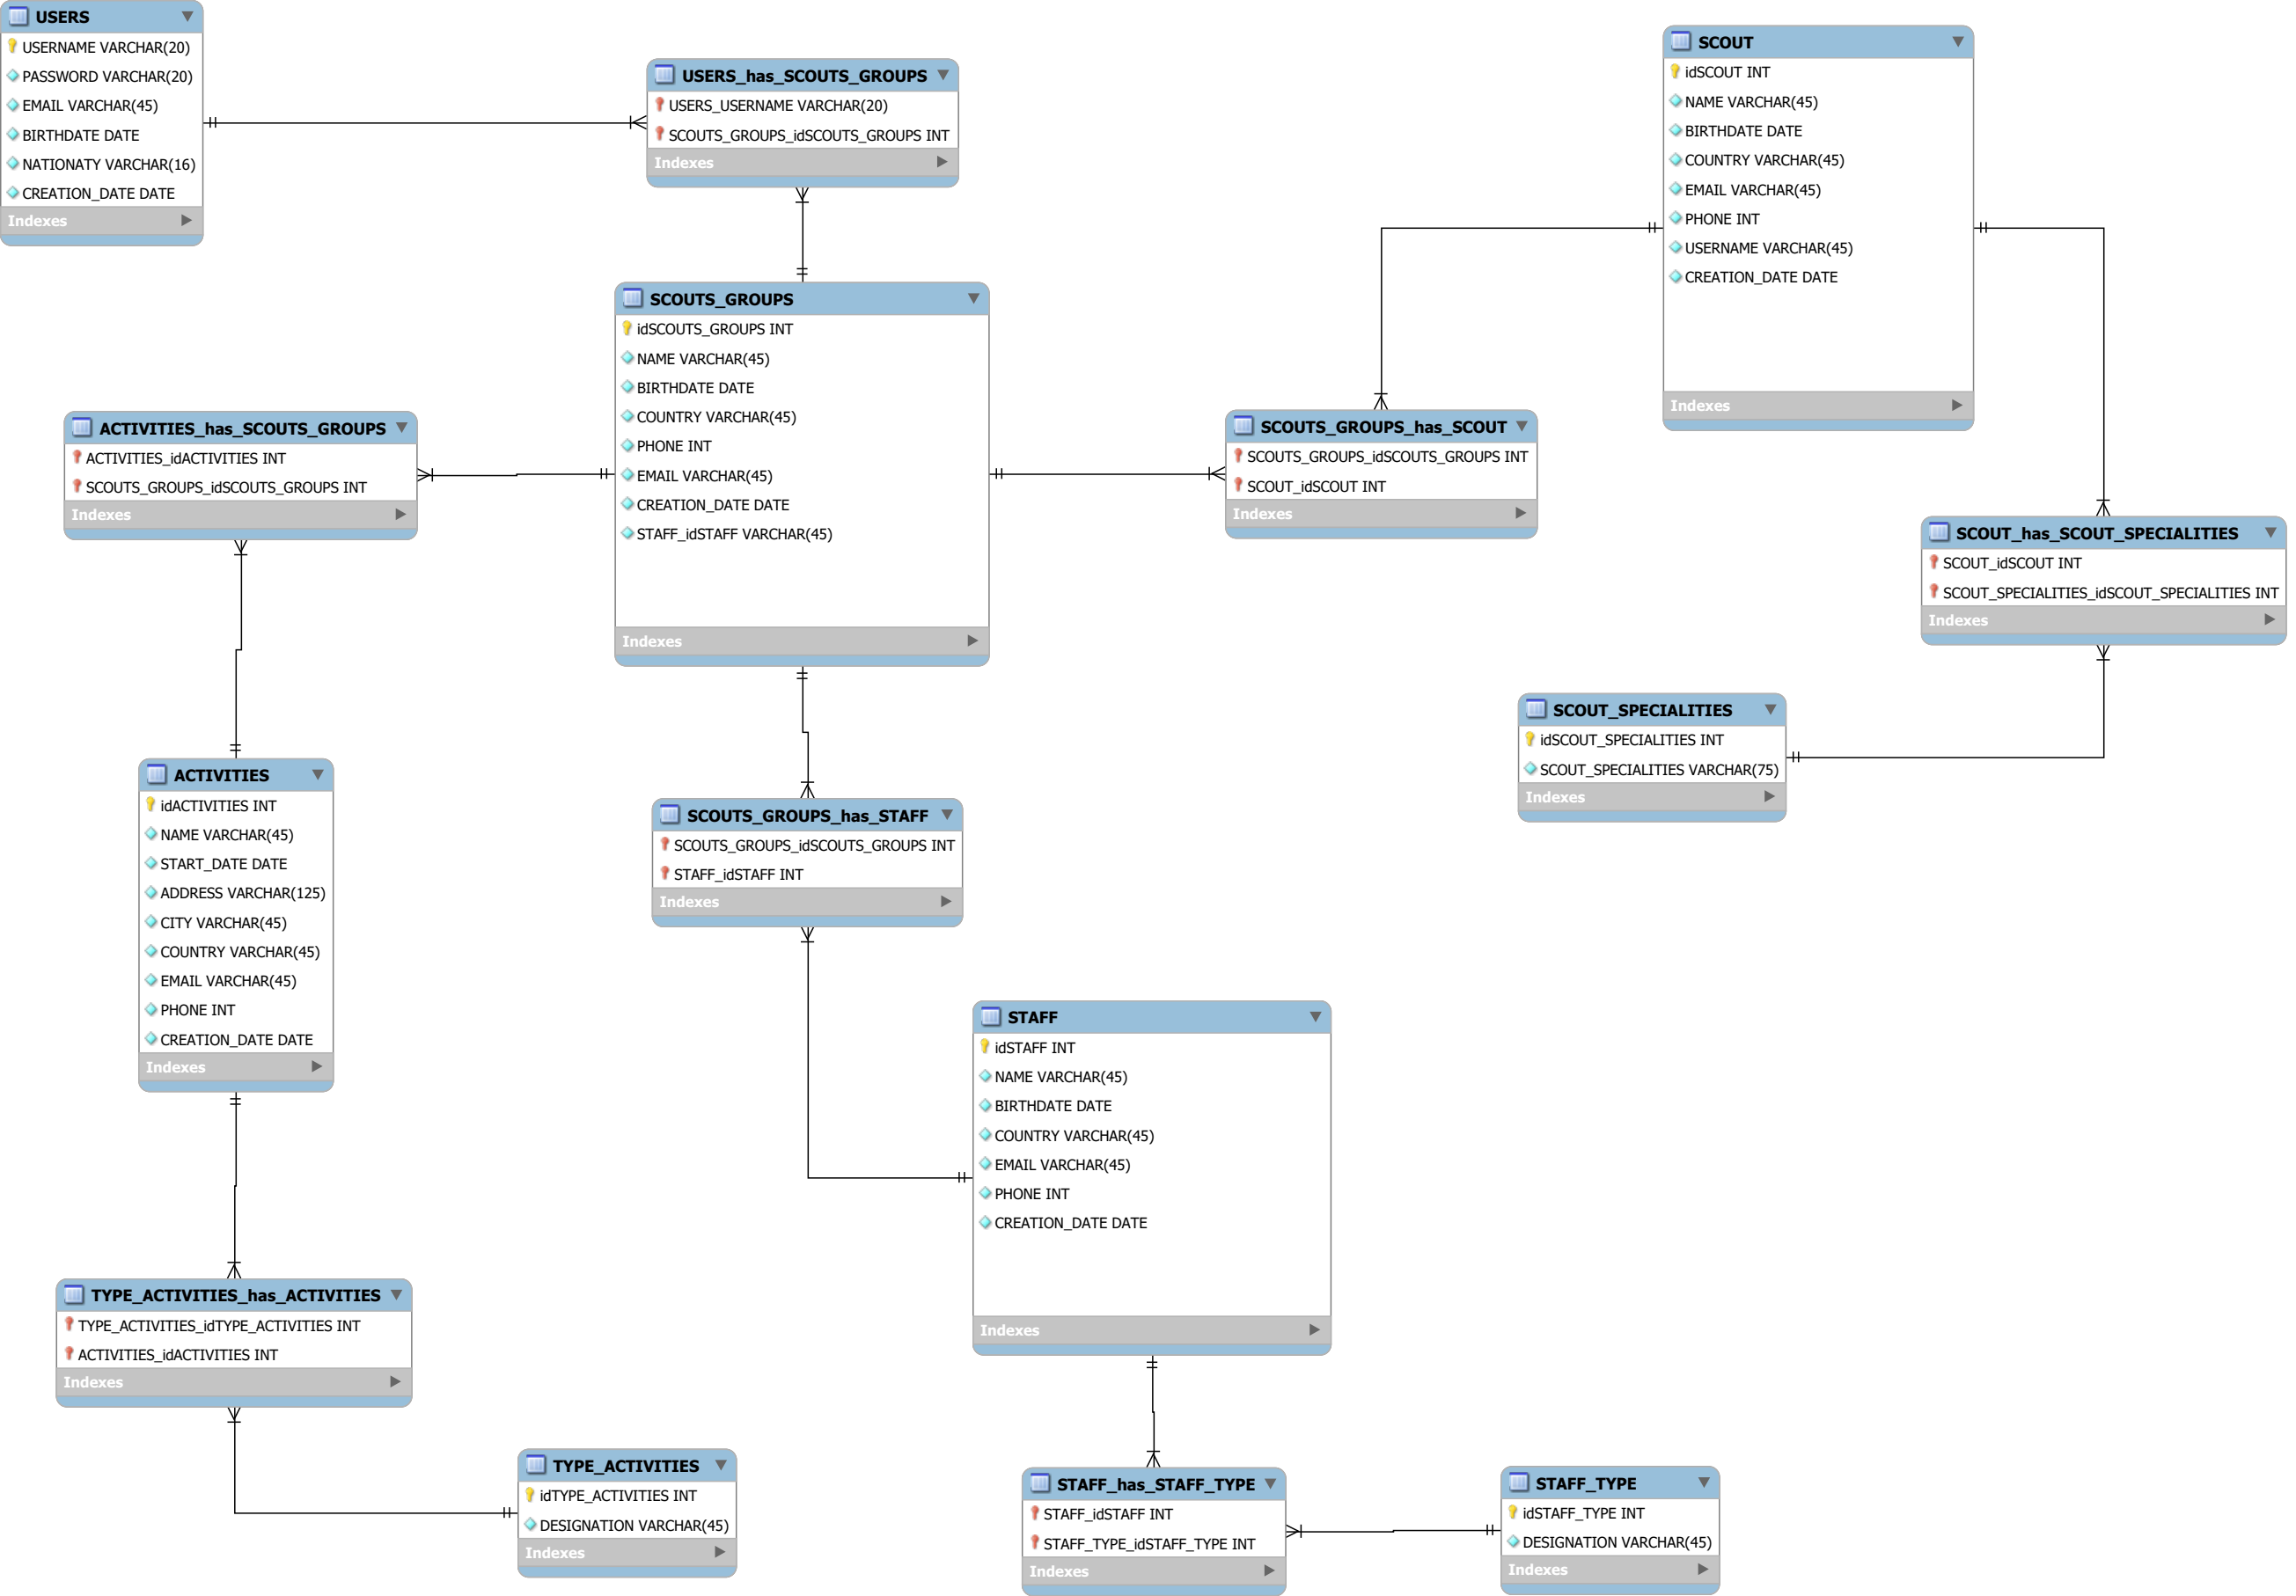 USERS
USERNAME VARCHAR(20)
PASSWORD VARCHAR(20)
EMAIL VARCHAR(45)
BIRTHDATE DATE
NATIONATY VARCHAR(16)
CREATION_DATE DATE
Indexes
USERS_has_SCOUTS_GROUPS
USERS_USERNAME VARCHAR(20)
SCOUTS_GROUPS_idSCOUTS_GROUPS INT
Indexes
SCOUT
idSCOUT INT
NAME VARCHAR(45)
BIRTHDATE DATE
COUNTRY VARCHAR(45)
EMAIL VARCHAR(45)
PHONE INT
USERNAME VARCHAR(45)
CREATION_DATE DATE
Indexes
SCOUTS_GROUPS
idSCOUTS_GROUPS INT
NAME VARCHAR(45)
BIRTHDATE DATE
COUNTRY VARCHAR(45)
PHONE INT
EMAIL VARCHAR(45)
CREATION_DATE DATE
STAFF_idSTAFF VARCHAR(45)
Indexes
ACTIVITIES_has_SCOUTS_GROUPS
ACTIVITIES_idACTIVITIES INT
SCOUTS_GROUPS_idSCOUTS_GROUPS INT
Indexes
SCOUTS_GROUPS_has_SCOUT
SCOUTS_GROUPS_idSCOUTS_GROUPS INT
SCOUT_idSCOUT INT
Indexes
SCOUT_has_SCOUT_SPECIALITIES
SCOUT_idSCOUT INT
SCOUT_SPECIALITIES_idSCOUT_SPECIALITIES INT
Indexes
SCOUT_SPECIALITIES
idSCOUT_SPECIALITIES INT
SCOUT_SPECIALITIES VARCHAR(75)
Indexes
ACTIVITIES
idACTIVITIES INT
NAME VARCHAR(45)
START_DATE DATE
ADDRESS VARCHAR(125)
CITY VARCHAR(45)
COUNTRY VARCHAR(45)
EMAIL VARCHAR(45)
PHONE INT
CREATION_DATE DATE
Indexes
SCOUTS_GROUPS_has_STAFF
SCOUTS_GROUPS_idSCOUTS_GROUPS INT
STAFF_idSTAFF INT
Indexes
STAFF
idSTAFF INT
NAME VARCHAR(45)
BIRTHDATE DATE
COUNTRY VARCHAR(45)
EMAIL VARCHAR(45)
PHONE INT
CREATION_DATE DATE
Indexes
TYPE_ACTIVITIES_has_ACTIVITIES
TYPE_ACTIVITIES_idTYPE_ACTIVITIES INT
ACTIVITIES_idACTIVITIES INT
Indexes
TYPE_ACTIVITIES
idTYPE_ACTIVITIES INT
DESIGNATION VARCHAR(45)
Indexes
STAFF_has_STAFF_TYPE
STAFF_idSTAFF INT
STAFF_TYPE_idSTAFF_TYPE INT
Indexes
STAFF_TYPE
idSTAFF_TYPE INT
DESIGNATION VARCHAR(45)
Indexes